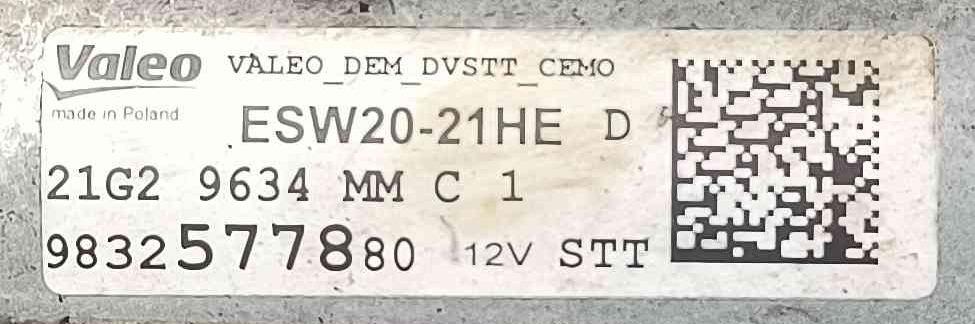 Valeo VALEO_DEM_DVSTT_CEMO
made in Poland
ESW20-21HE D
21G2 9634 MM C 1
9832577880 12V STT